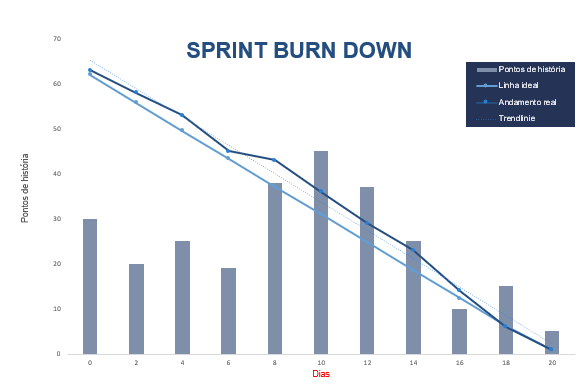 SPRINT BURN DOWN
Pontos de história
Linha ideal
Andamento real
Trendlinie
Pontos de história
70
60
50
40
30
20
10
0
0 2 4 6 8 10 12 14 16 18 20
Dias